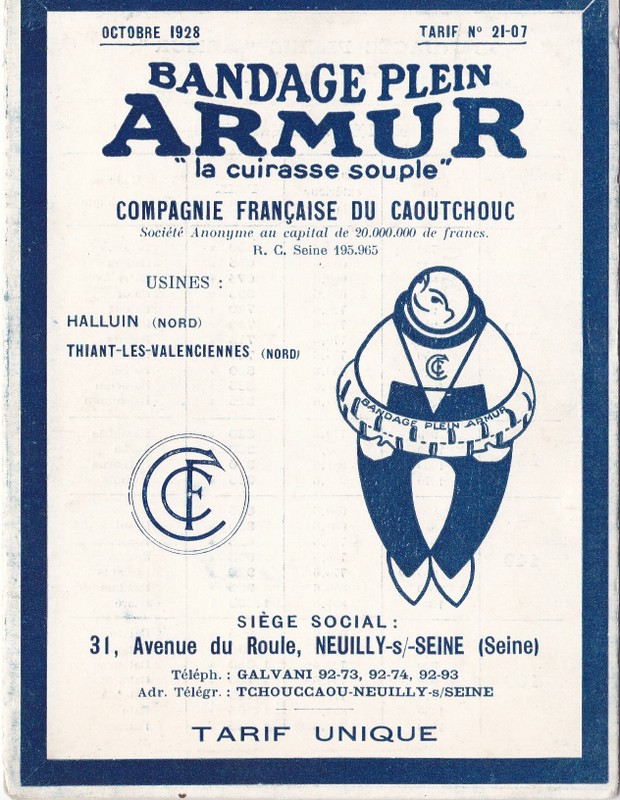 OCTOBRE 1928
TARIF Nº 21-07
BANDAGE PLEIN
ARMUR
"la cuirasse souple"
COMPAGNIE FRANÇAISE DU CAOUTCHOUC
Société Anonyme au capital de 20.000.000 de francs.
R. C. Seine 195.965
USINES :
HALLUIN (NORD)
THIANT-LES-VALENCIENNES (NORD)
CFC
BANDAGE PLEIN ARMUR
CFC
SIÈGE SOCIAL:
31, Avenue du Roule, NEUILLY-s/-SEINE (Seine)
Téléph. : GALVANI 92-73, 92-74, 92-93
Adr. Télégr. : TCHOUCCAOU-NEUILLY-s/SEINE
TARIF UNIQUE